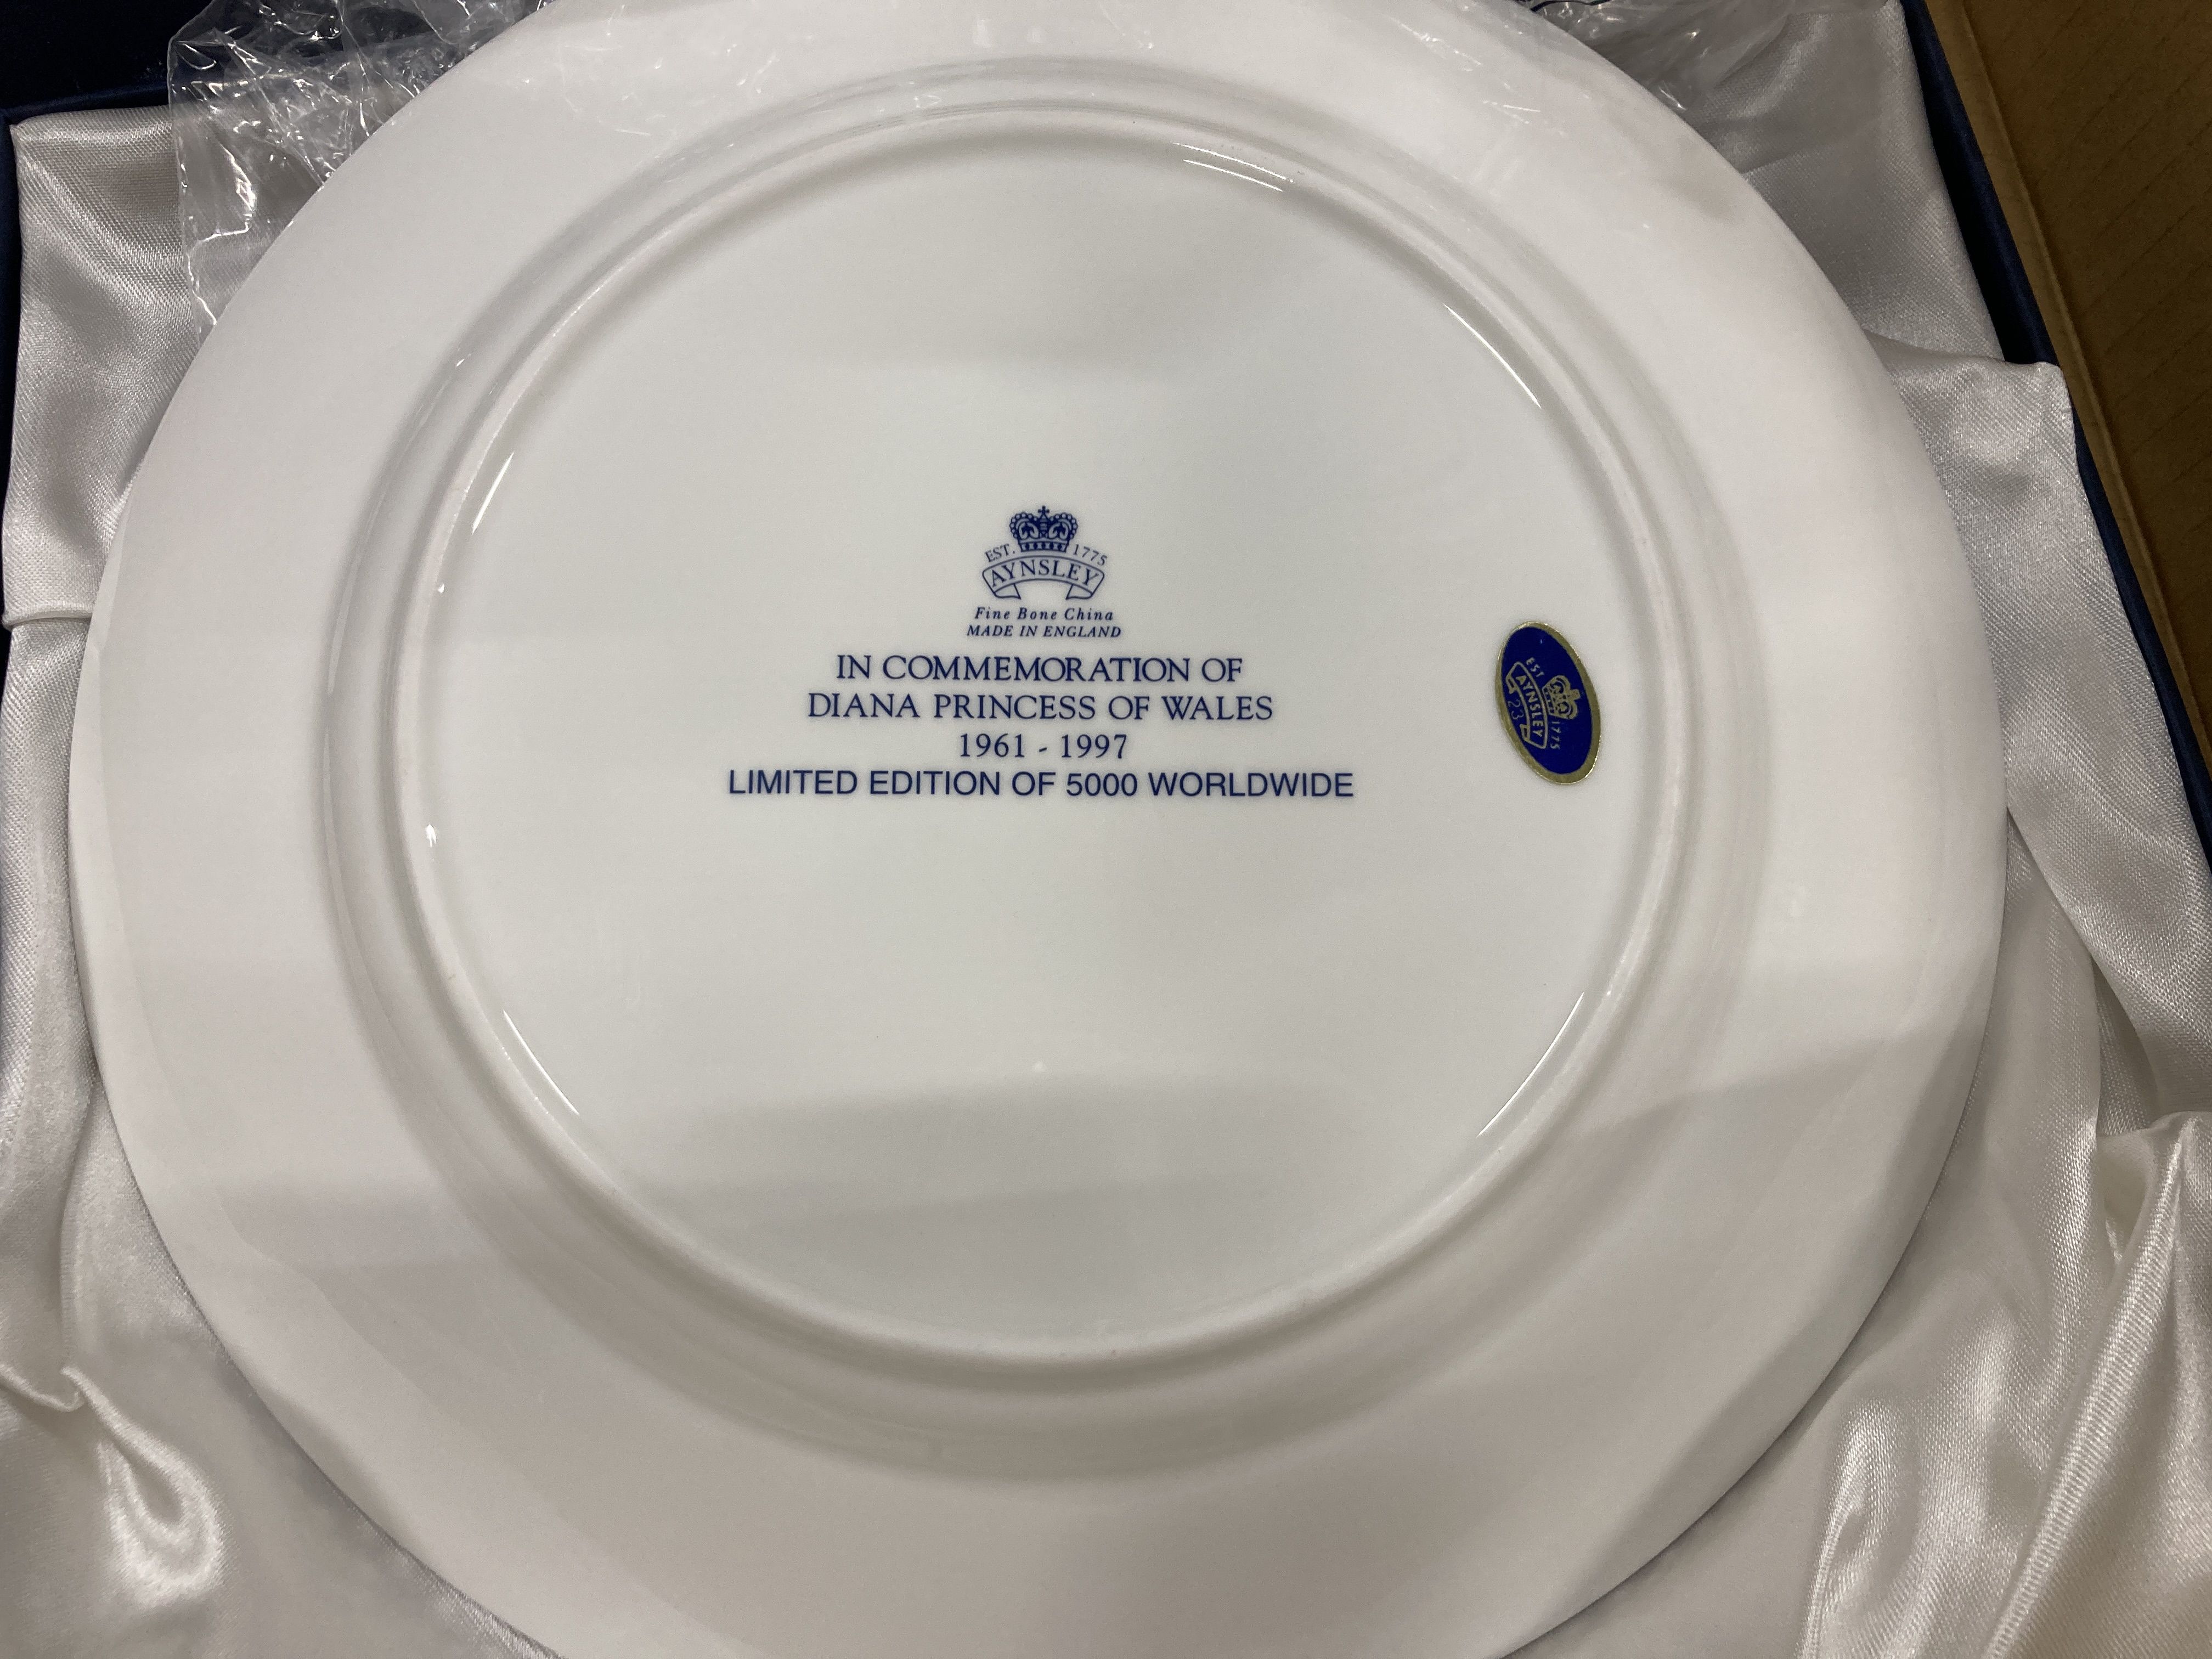 EST. 1775
AYNSLEY
Fine Bone China
MADE IN ENGLAND
IN COMMEMORATION OF
DIANA PRINCESS OF WALES
1961 - 1997
LIMITED EDITION OF 5000 WORLDWIDE
EST 1775
AYNSLEY
23